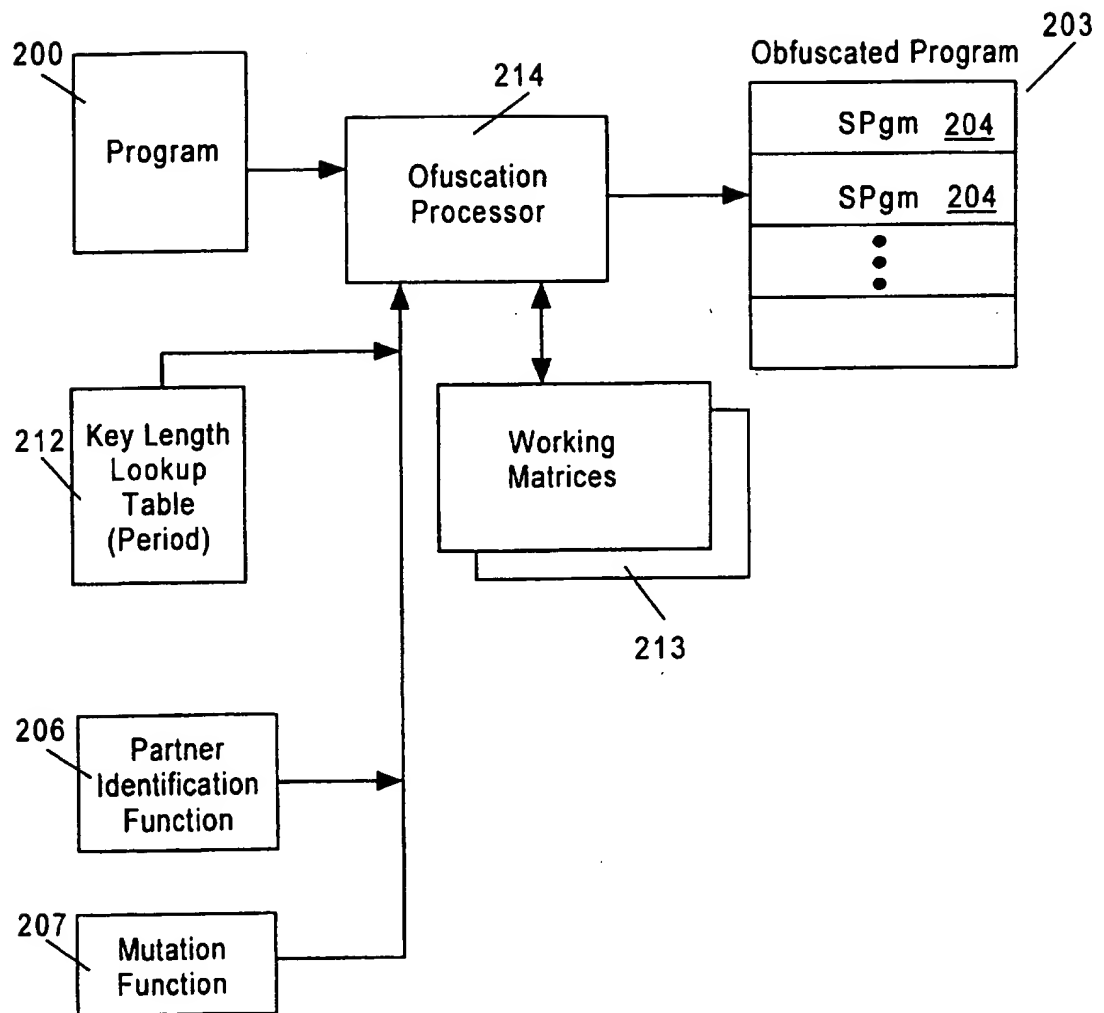 200
Program
214
Ofuscation
Processor
Obfuscated Program
203
SPgm 204
SPgm 204
212
Key Length
Lookup
Table
(Period)
Working
Matrices
213
206
Partner
Identification
Function
207
Mutation
Function